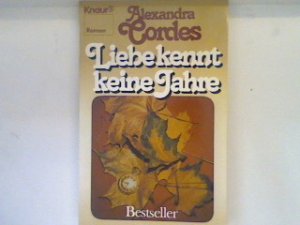 Knaur®
Alexandra
Cordes
Roman
Liebe kennt
keine Jahre
Bestseller